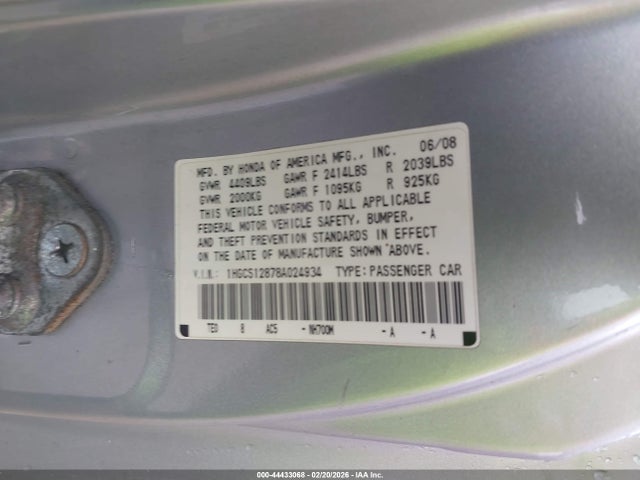 MFD. BY HONDA OF AMERICA MFG., INC. 06/08
GVWR 4409LBS GAWR F 2414LBS R 2039LBS
GVWR 2000KG GAWR F 1095KG R 925KG
THIS VEHICLE CONFORMS TO ALL APPLICABLE
FEDERAL MOTOR VEHICLE SAFETY, BUMPER,
AND THEFT PREVENTION STANDARDS IN EFFECT
ON THE DATE OF MANUFACTURE SHOWN ABOVE.
V.I.N.: 1HGCS12878A024934 TYPE: PASSENGER CAR
TE0 8 AC5 - NH700M - A - A
000-44433068 - 02/20/2026 - IAA Inc.